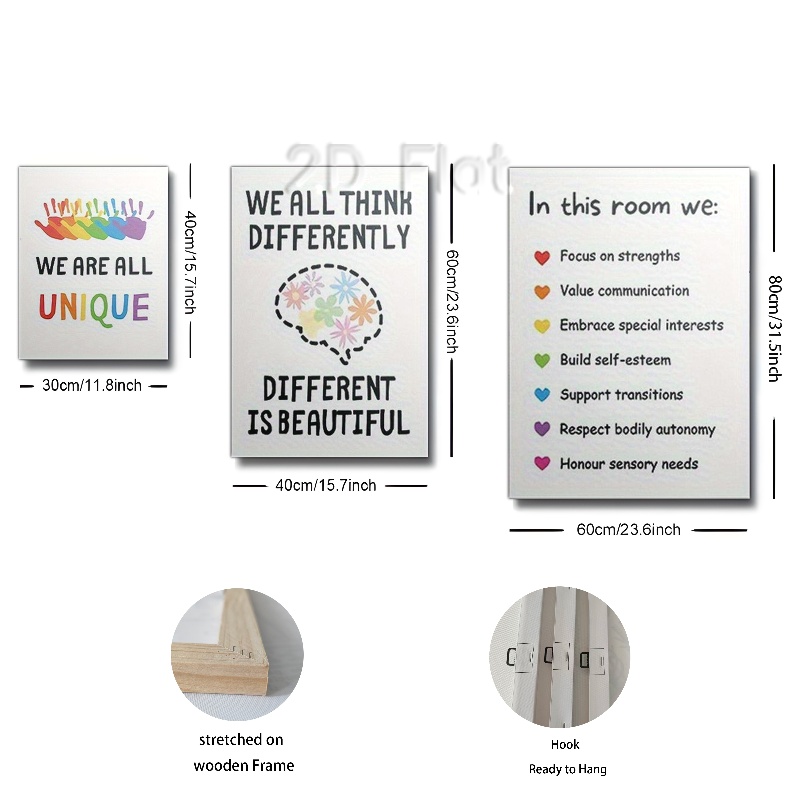 2D Flat
WE ARE ALL
UNIQUE
40cm/15.7inch
30cm/11.8inch
WE ALL THINK
DIFFERENTLY
DIFFERENT
IS BEAUTIFUL
60cm/23.6inch
40cm/15.7inch
In this room we:
Focus on strengths
Value communication
Embrace special interests
Build self-esteem
Support transitions
Respect bodily autonomy
Honour sensory needs
80cm/31.5inch
60cm/23.6inch
stretched on
wooden Frame
Hook
Ready to Hang